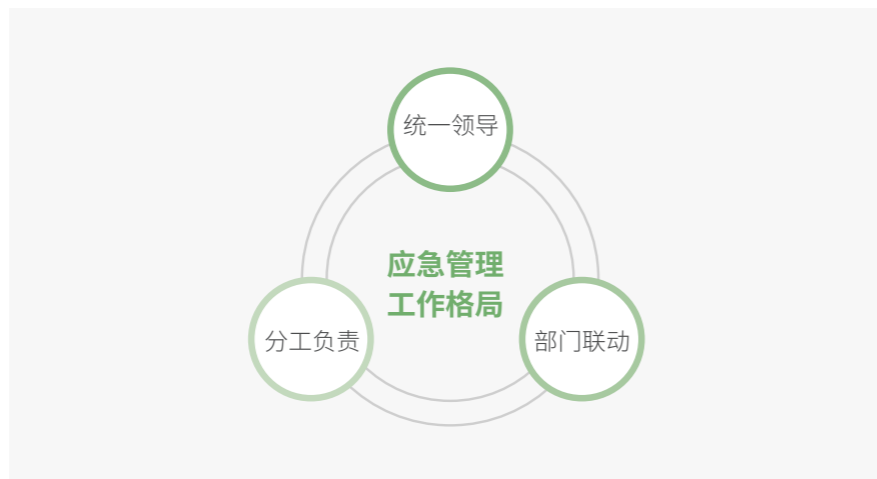 统一领导
应急管理
工作格局
分工负责
部门联动